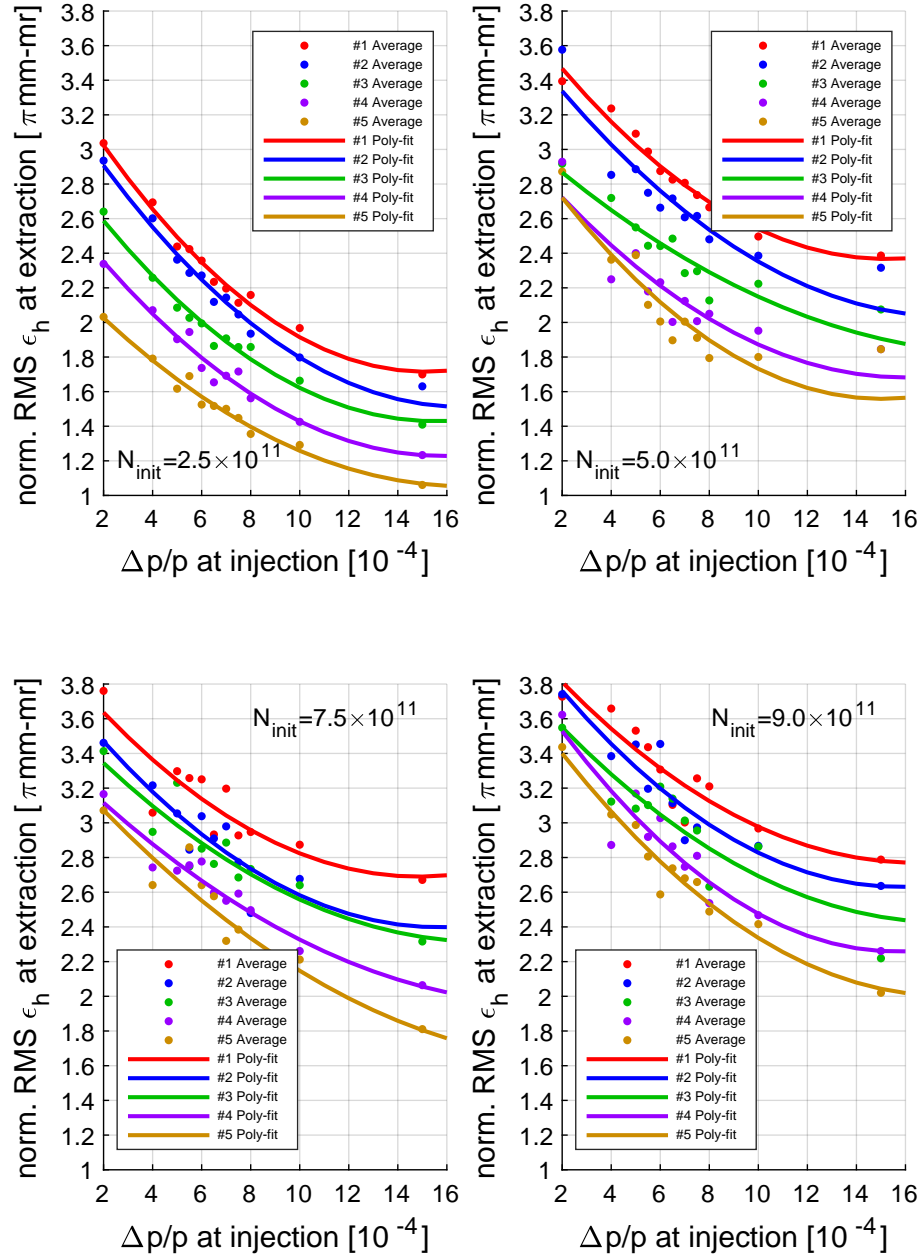 3.8
3.6
3.4
3.2
3
2.8
2.6
2.4
2.2
2
1.8
1.6
1.4
1.2
1
norm. RMS ϵh at extraction [ πmm-mr]
#1 Average
#2 Average
#3 Average
#4 Average
#5 Average
#1 Poly-fit
#2 Poly-fit
#3 Poly-fit
#4 Poly-fit
#5 Poly-fit
Ninit=2.5×10^11
2 4 6 8 10 12 14 16
Δp/p at injection [10^-4]
3.8
3.6
3.4
3.2
3
2.8
2.6
2.4
2.2
2
1.8
1.6
1.4
1.2
1
norm. RMS ϵh at extraction [ πmm-mr]
#1 Average
#2 Average
#3 Average
#4 Average
#5 Average
#1 Poly-fit
#2 Poly-fit
#3 Poly-fit
#4 Poly-fit
#5 Poly-fit
Ninit=5.0×10^11
2 4 6 8 10 12 14 16
Δp/p at injection [10^-4]
3.8
3.6
3.4
3.2
3
2.8
2.6
2.4
2.2
2
1.8
1.6
1.4
1.2
1
norm. RMS ϵh at extraction [ πmm-mr]
Ninit=7.5×10^11
#1 Average
#2 Average
#3 Average
#4 Average
#5 Average
#1 Poly-fit
#2 Poly-fit
#3 Poly-fit
#4 Poly-fit
#5 Poly-fit
2 4 6 8 10 12 14 16
Δp/p at injection [10^-4]
3.8
3.6
3.4
3.2
3
2.8
2.6
2.4
2.2
2
1.8
1.6
1.4
1.2
1
norm. RMS ϵh at extraction [ πmm-mr]
Ninit=9.0×10^11
#1 Average
#2 Average
#3 Average
#4 Average
#5 Average
#1 Poly-fit
#2 Poly-fit
#3 Poly-fit
#4 Poly-fit
#5 Poly-fit
2 4 6 8 10 12 14 16
Δp/p at injection [10^-4]